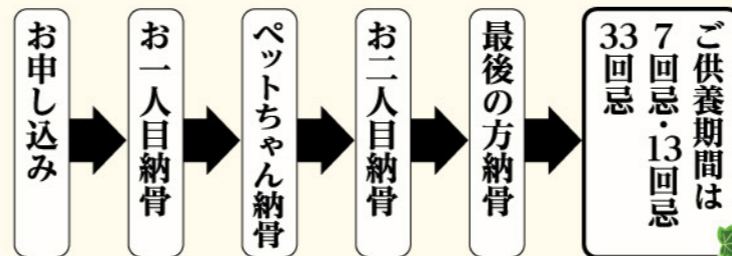 お申し込み
お一人目納骨
ペットちゃん納骨
お二人目納骨
最後の方納骨
ご供養期間は
7回忌・13回忌
33回忌